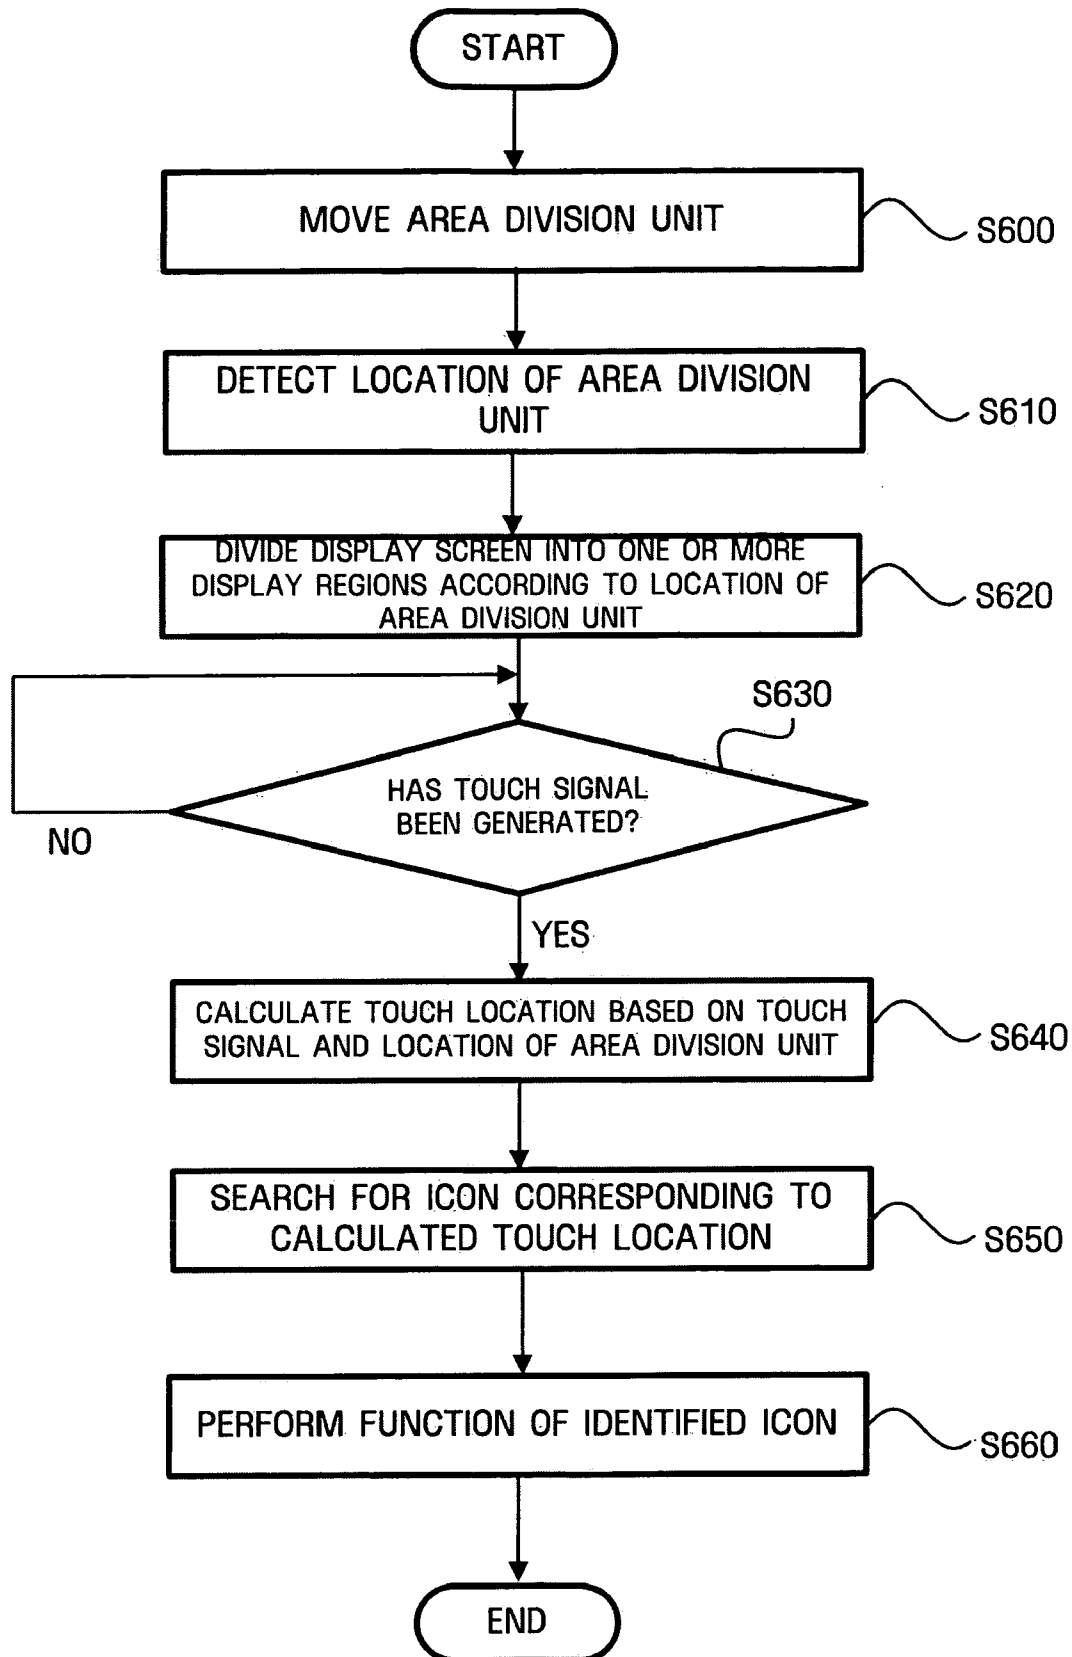 START
MOVE AREA DIVISION UNIT
S600
DETECT LOCATION OF AREA DIVISION
UNIT
S610
DIVIDE DISPLAY SCREEN INTO ONE OR MORE
DISPLAY REGIONS ACCORDING TO LOCATION OF
AREA DIVISION UNIT
S620
S630
HAS TOUCH SIGNAL
BEEN GENERATED?
NO
YES
CALCULATE TOUCH LOCATION BASED ON TOUCH
SIGNAL AND LOCATION OF AREA DIVISION UNIT
S640
SEARCH FOR ICON CORRESPONDING TO
CALCULATED TOUCH LOCATION
S650
PERFORM FUNCTION OF IDENTIFIED ICON
S660
END